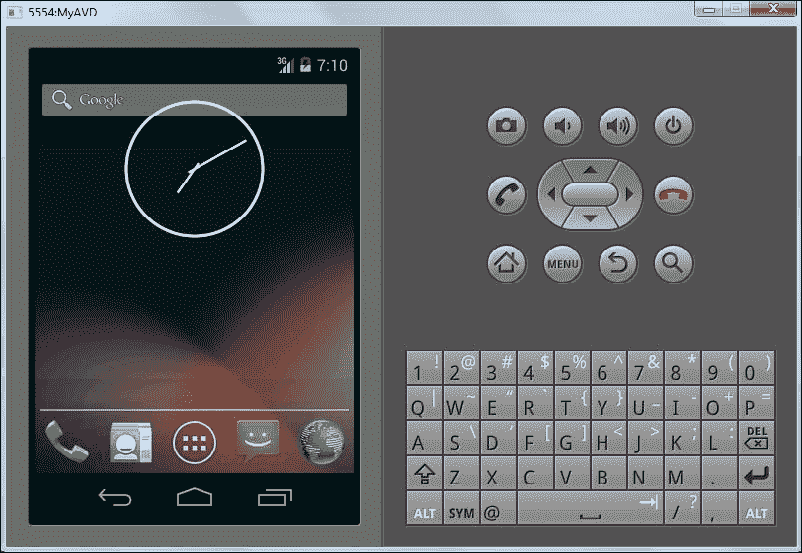 5554:MyAVD
3G 7:10
Google
MENU
1 ! 2 @ 3 # 4 $ 5 % 6 ^ 7 & 8 * 9 ( 0 )
Q | W ~ E “ R ` T { Y } U _ I - O + P =
A S \ D ' F [ G ] H < J > K ; L : DEL
Z X C V B N M .
ALT SYM @ / ? , ALT